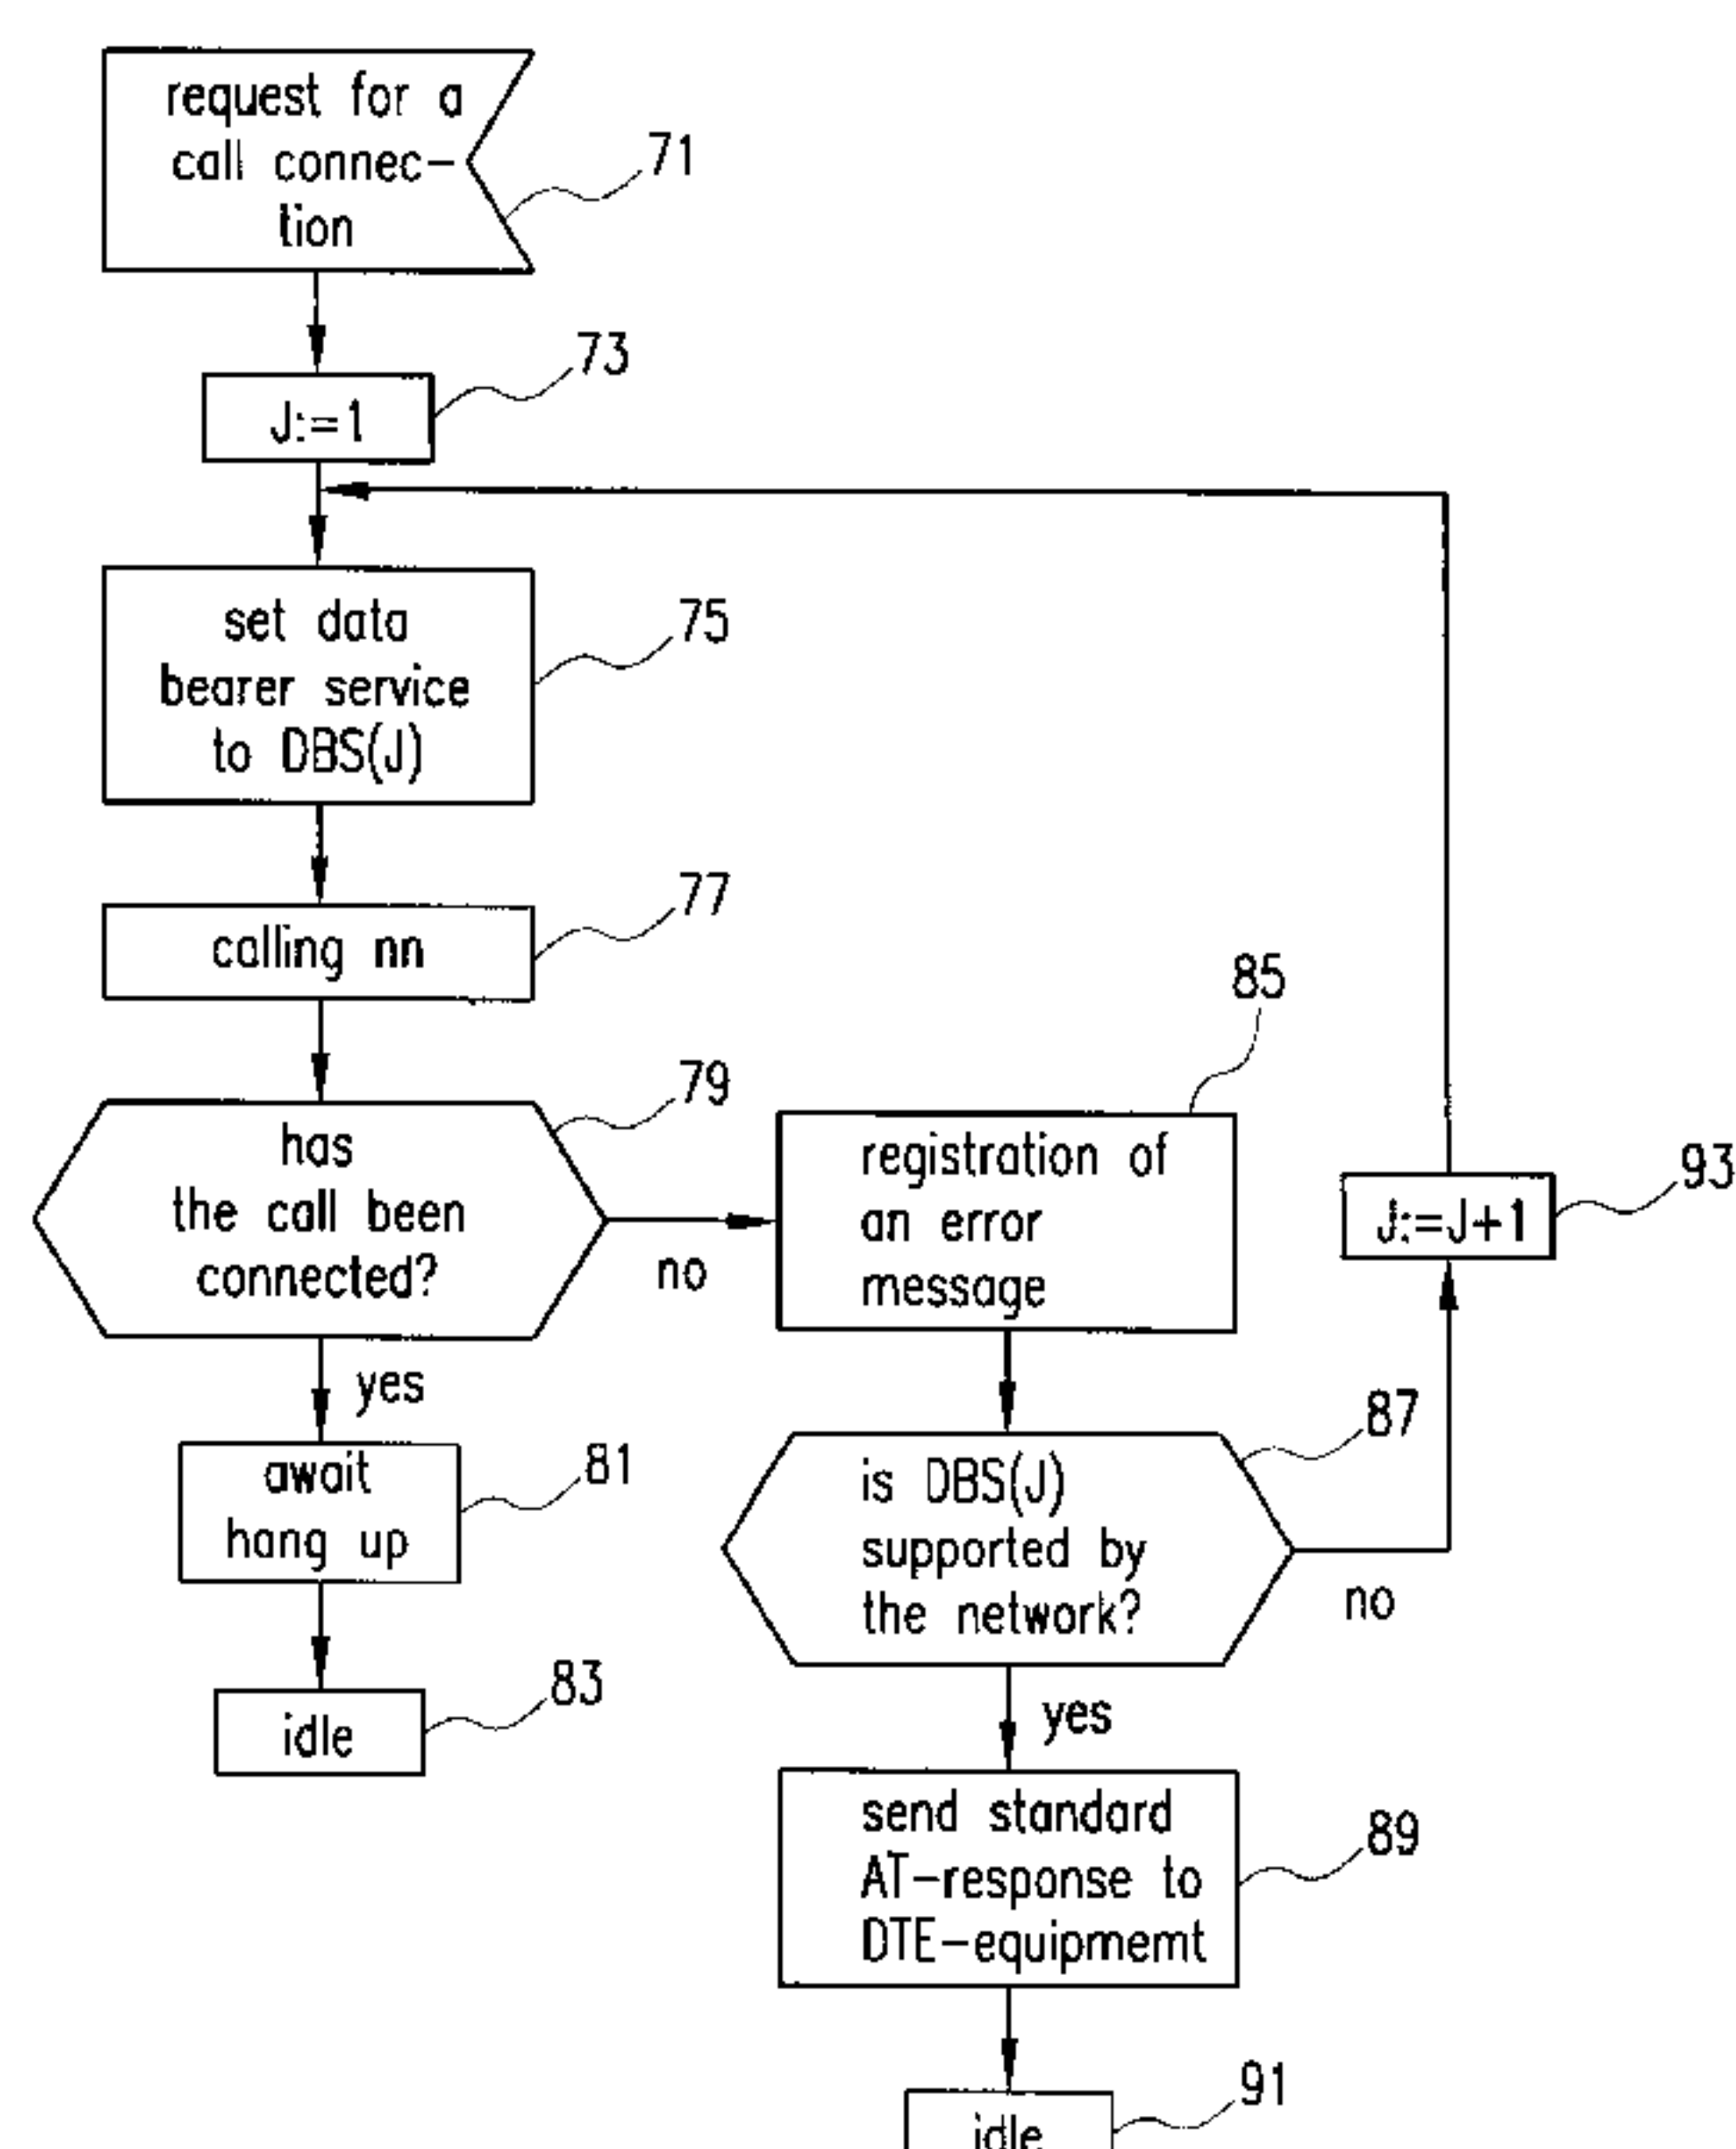 request for a
call connec-
tion
71
73
J:=1
set data
bearer service
to DBS(J)
75
calling nn
77
79
has
the call been
connected?
no
yes
85
registration of
an error
message
93
J:=J+1
await
hang up
81
87
is DBS(J)
supported by
the network?
no
yes
83
idle
send standard
AT-response to
DTE-equipmemt
89
91
idle